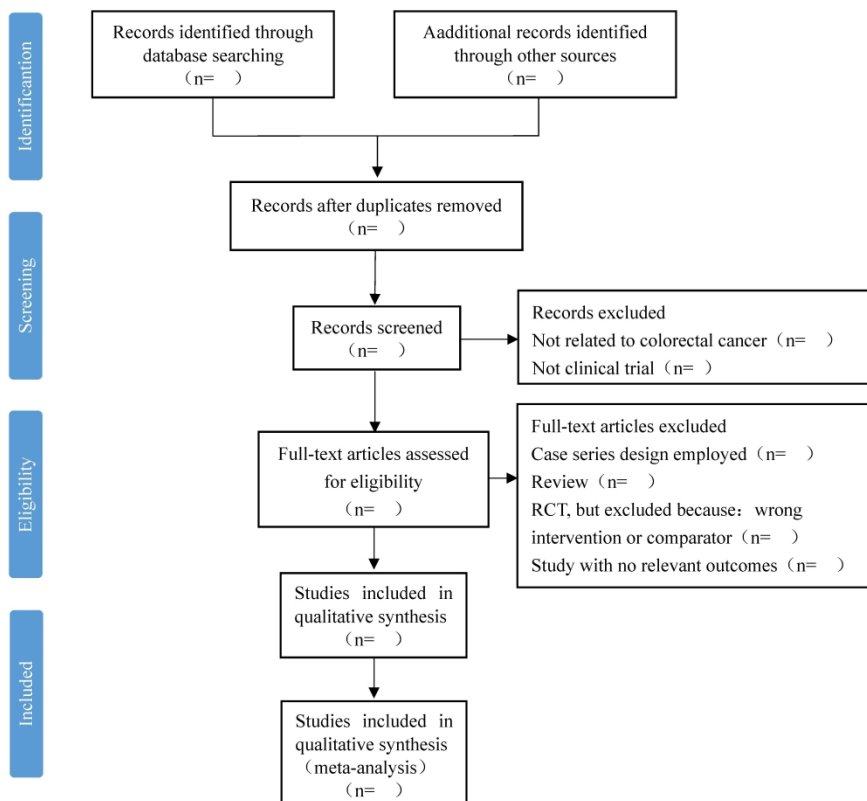 Identificantion
Records identified through
database searching
（n=　）
Aadditional records identified
through other sources
（n=　）
Records after duplicates removed
（n=　）
Screening
Records screened
（n=　）
Records excluded
Not related to colorectal cancer（n=　）
Not clinical trial（n=　）
Eligibility
Full-text articles assessed
for eligibility
（n=　）
Full-text articles excluded
Case series design employed（n=　）
Review（n=　）
RCT, but excluded because：wrong
intervention or comparator（n=　）
Study with no relevant outcomes（n=　）
Studies included in
qualitative synthesis
（n=　）
Included
Studies included in
qualitative synthesis
（meta-analysis）
（n=　）